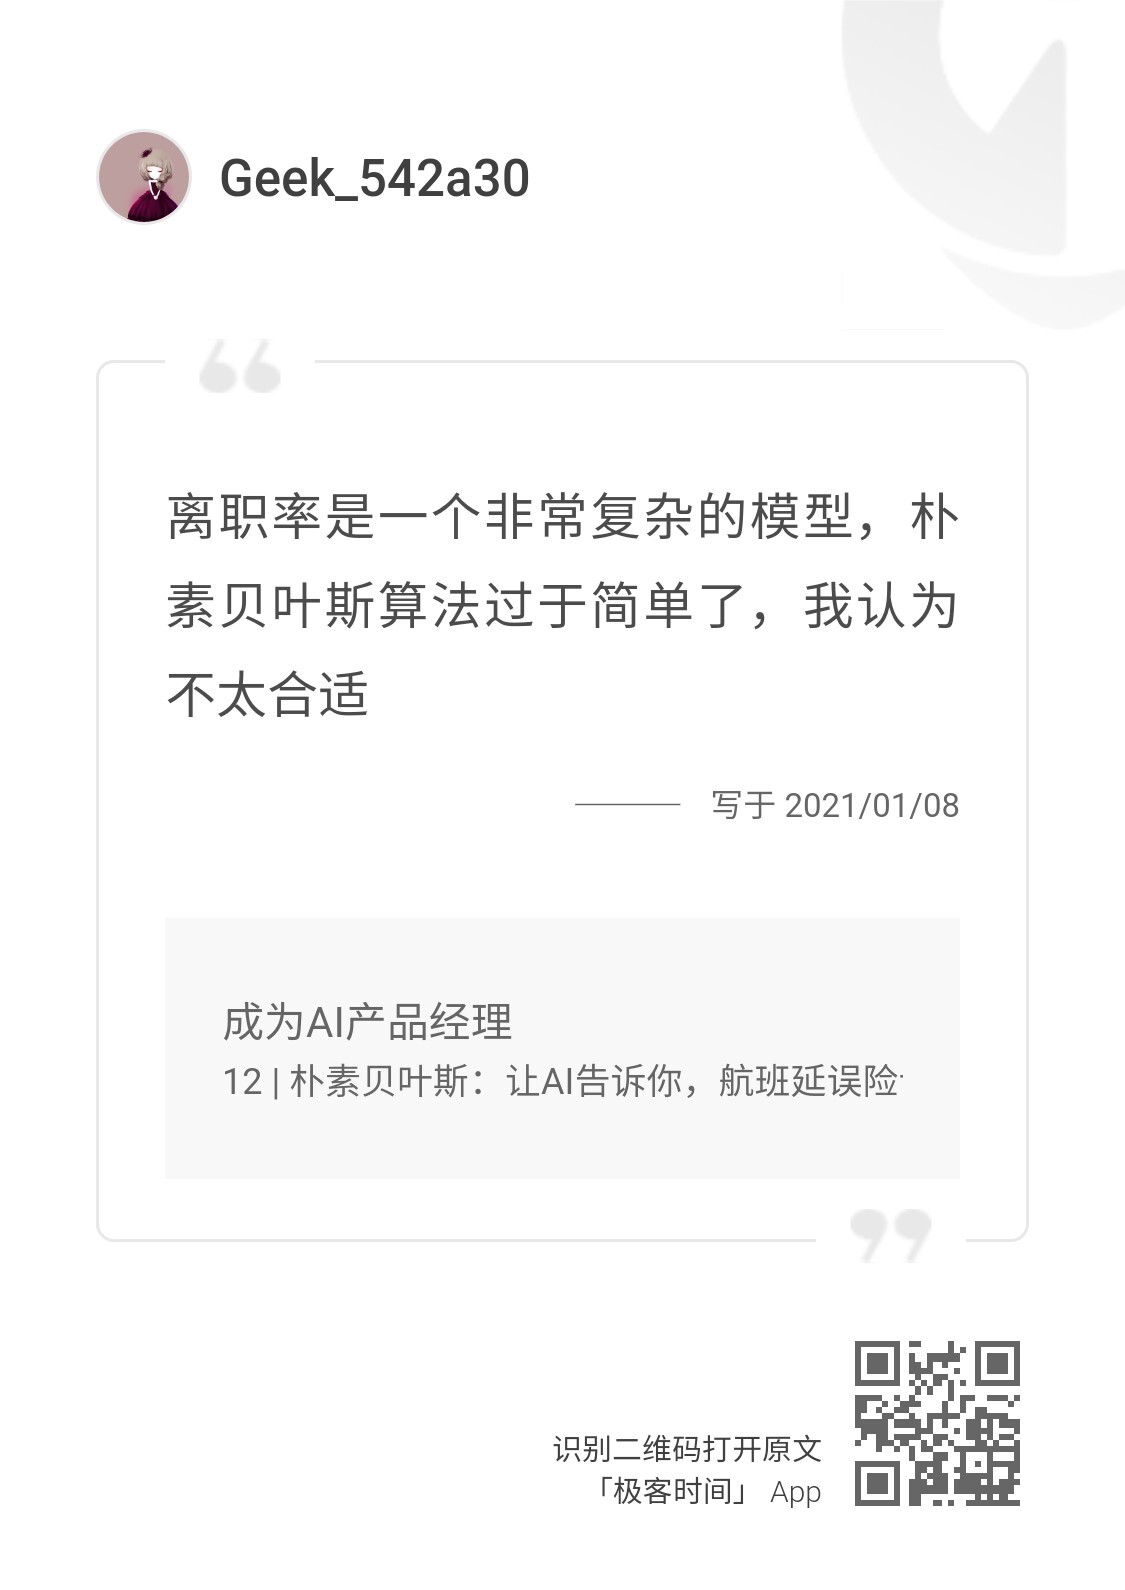 Geek_542a30
离职率是一个非常复杂的模型，朴
素贝叶斯算法过于简单了，我认为
不太合适
写于 2021/01/08
成为AI产品经理
12 | 朴素贝叶斯：让AI告诉你，航班延误险
识别二维码打开原文
「极客时间」 App